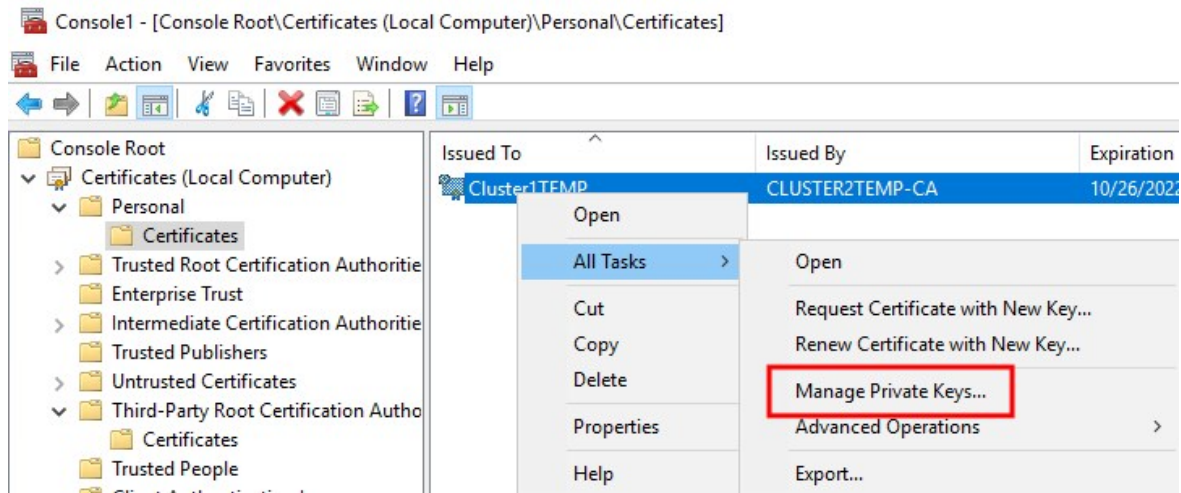 Console1 - [Console Root\Certificates (Local Computer)\Personal\Certificates]
File Action View Favorites Window Help
Console Root
Certificates (Local Computer)
Personal
Certificates
Trusted Root Certification Authoritie
Enterprise Trust
Intermediate Certification Authoritie
Trusted Publishers
Untrusted Certificates
Third-Party Root Certification Autho
Certificates
Trusted People
Issued To Issued By Expiration
Cluster1TEMP CLUSTER2TEMP-CA 10/26/2022
Open
All Tasks
Cut
Copy
Delete
Properties
Help
Open
Request Certificate with New Key...
Renew Certificate with New Key...
Manage Private Keys...
Advanced Operations
Export...